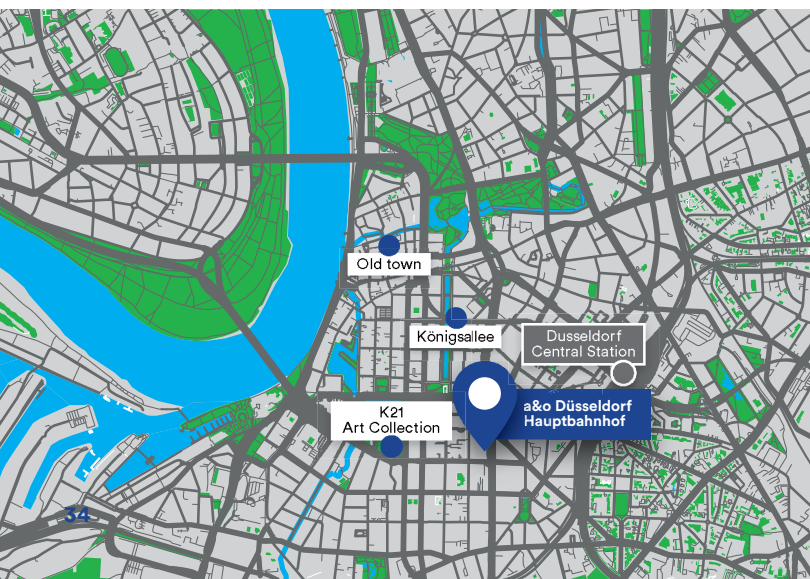 Old town
Königsallee
Dusseldorf
Central Station
a&o Düsseldorf
Hauptbahnhof
K21
Art Collection
34